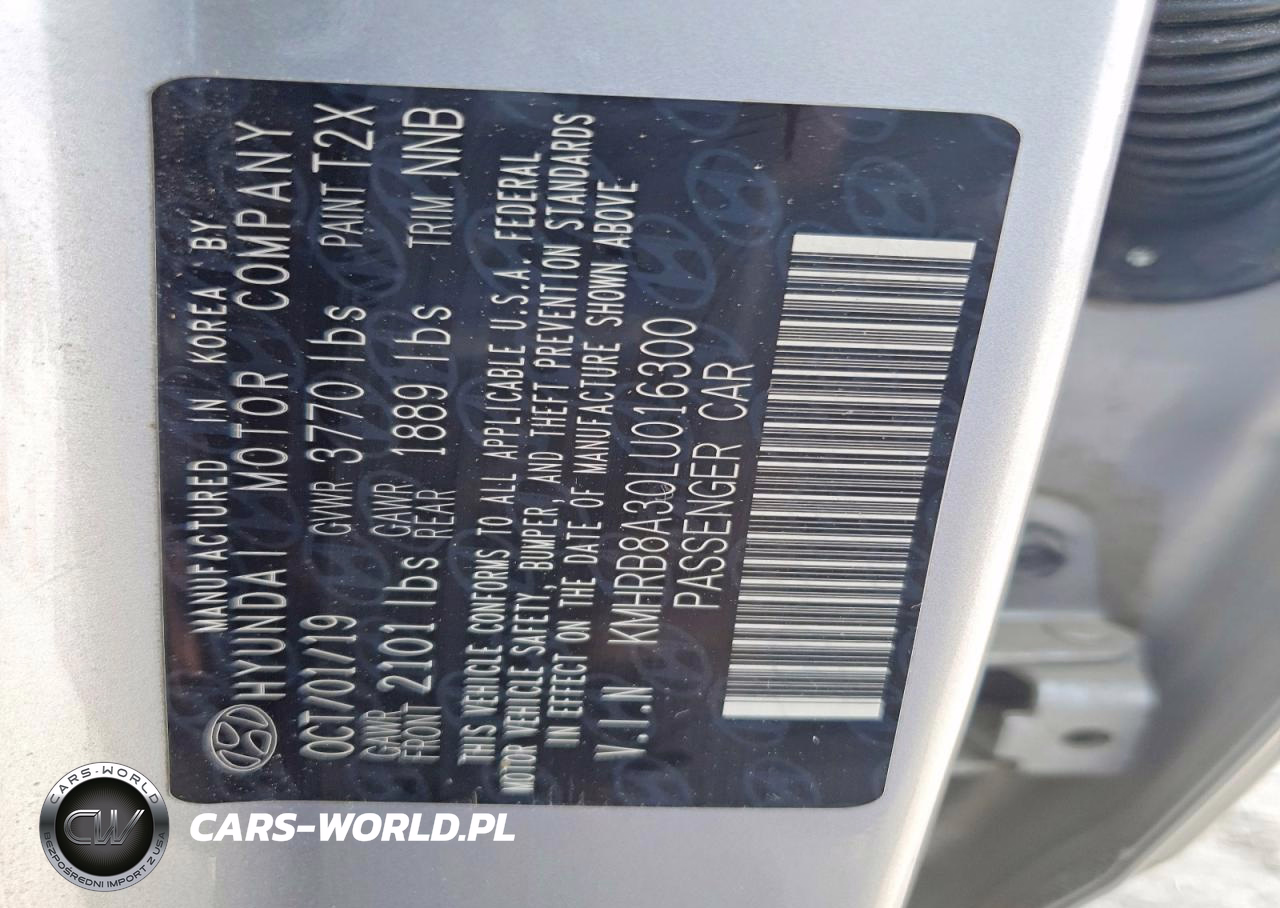 MANUFACTURED IN KOREA BY
HYUNDAI MOTOR COMPANY
OCT/01/19 GVWR 3770 lbs PAINT T2X
GAWR FRONT 2101 lbs GAWR REAR 1889 lbs TRIM NNB
THIS VEHICLE CONFORMS TO ALL APPLICABLE U.S.A. FEDERAL
MOTOR VEHICLE SAFETY, BUMPER, AND THEFT PREVENTION STANDARDS
IN EFFECT ON THE DATE OF MANUFACTURE SHOWN ABOVE
V.I.N KMHRB8A30LU016300
PASSENGER CAR
CARS-WORLD
CW
BEZPOŚREDNI IMPORT Z USA
CARS-WORLD.PL